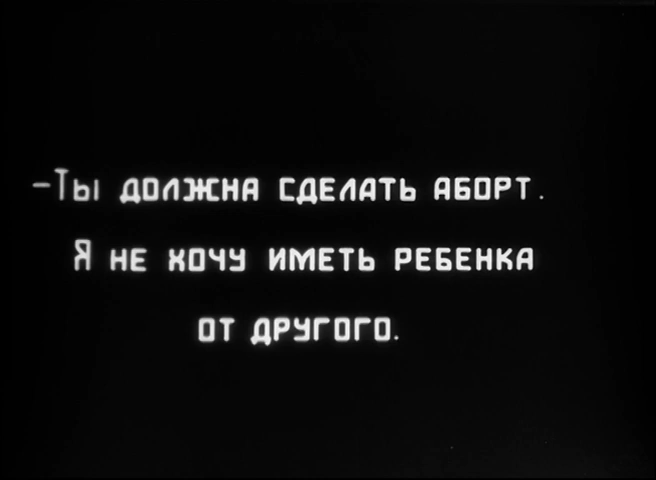 –Ты должна сделать аборт.
Я не хочу иметь ребенка
от другого.